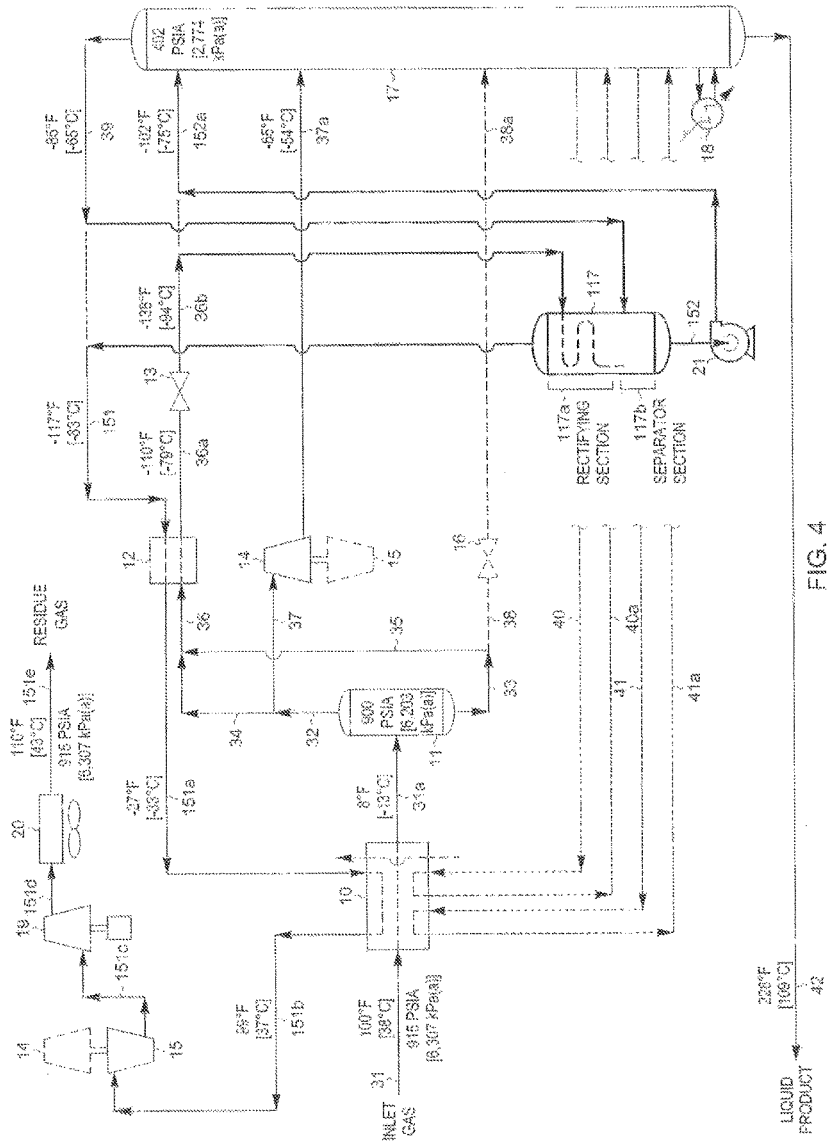 RESIDUE
GAS
110°F
[43°C]
151e
915 PSIA
[6,307 kPa(a)]
20
151d
19
151c
14
15
99°F
[37°C]
151b
-27°F
[-33°C]
151a
12
-117°F
[-83°C]
151
-85°F
[-65°C]
39
402
PSIA
[2,774
kPa(a)]
-102°F
[-75°C]
152a
13
36b
-110°F
[-79°C]
36a
36
34
35
37
14
15
-65°F
[-54°C]
37a
17
32
900
PSIA
[6,203
kPa(a)]
11
33
38
16
38a
INLET
GAS
31
100°F
[38°C]
915 PSIA
[6,307 kPa(a)]
10
8°F
[-13°C]
31a
117a
RECTIFYING
SECTION
117b
SEPARATOR
SECTION
117
152
21
40
40a
41
41a
18
LIQUID
PRODUCT
228°F
[109°C]
42
FIG. 4